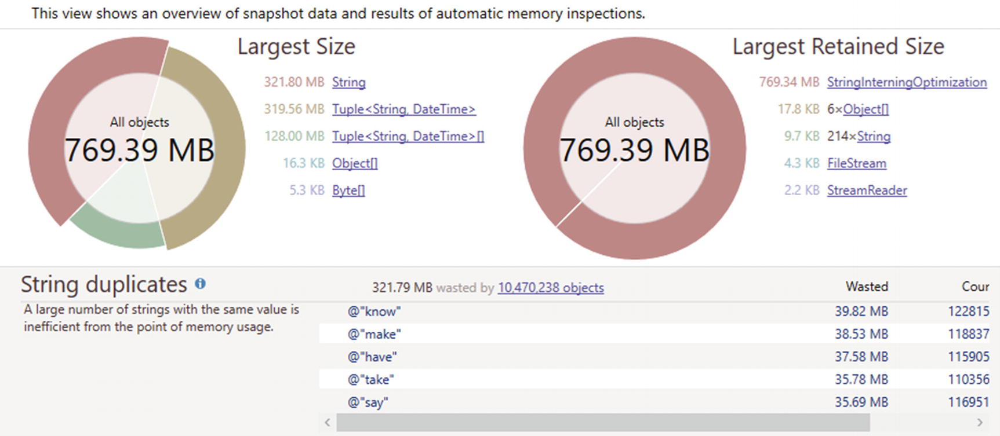 This view shows an overview of snapshot data and results of automatic memory inspections.
All objects
769.39 MB
Largest Size
321.80 MB String
319.56 MB Tuple<String, DateTime>
128.00 MB Tuple<String, DateTime>[]
16.3 KB Object[]
5.3 KB Byte[]
All objects
769.39 MB
Largest Retained Size
769.34 MB StringInterningOptimization
17.8 KB 6×Object[]
9.7 KB 214×String
4.3 KB FileStream
2.2 KB StreamReader
String duplicates
A large number of strings with the same value is
inefficient from the point of memory usage.
321.79 MB wasted by 10,470,238 objects Wasted Cour
@"know" 39.82 MB 122815
@"make" 38.53 MB 118837
@"have" 37.58 MB 115905
@"take" 35.78 MB 110356
@"say" 35.69 MB 116951